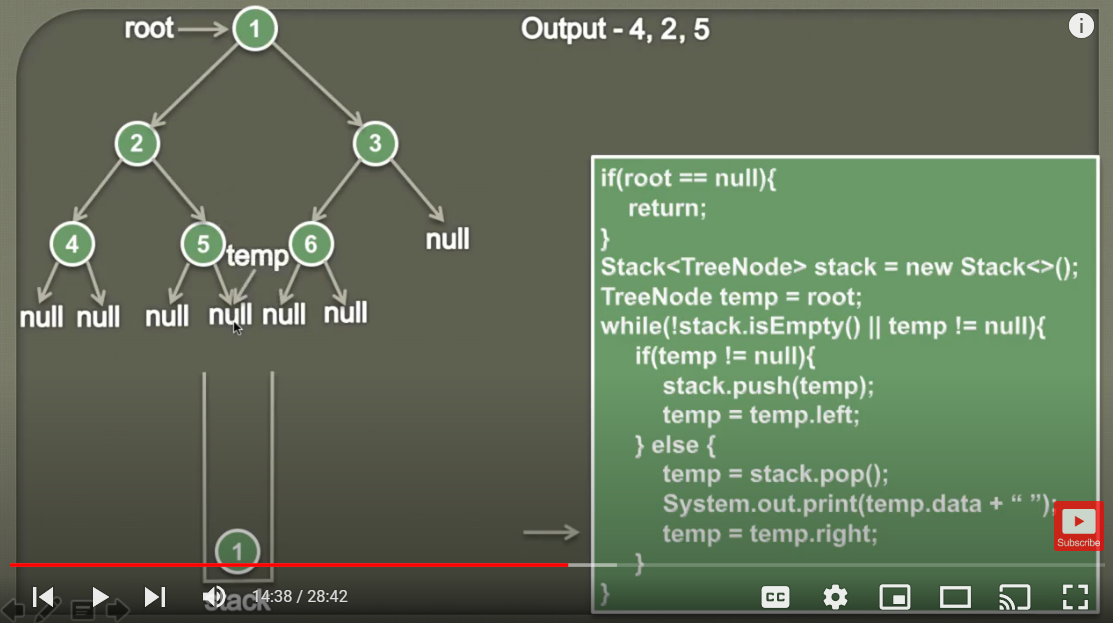 root
1
Output - 4, 2, 5
i
2
3
4
5
temp
6
null
null
null
null
null
null
null
1
stack
if(root == null){
return;
}
Stack<TreeNode> stack = new Stack<>();
TreeNode temp = root;
while(!stack.isEmpty() || temp != null){
if(temp != null){
stack.push(temp);
temp = temp.left;
} else {
temp = stack.pop();
System.out.print(temp.data + “ ”);
temp = temp.right;
}
}
Subscribe
14:38 / 28:42
CC